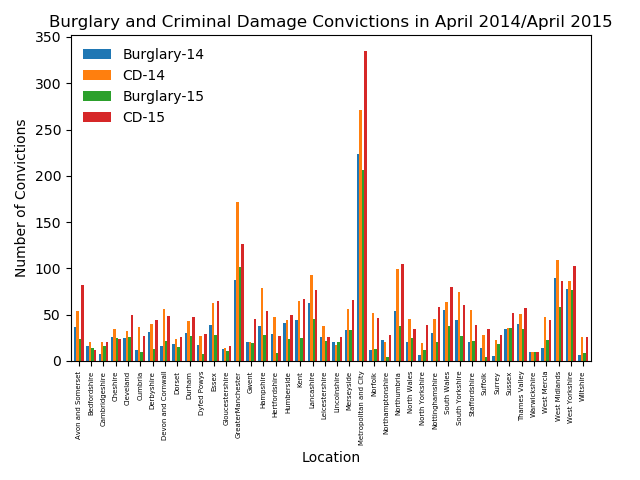 Burglary and Criminal Damage Convictions in April 2014/April 2015
Number of Convictions
350
300
250
200
150
100
50
0
Burglary-14
CD-14
Burglary-15
CD-15
Avon and Somerset
Bedfordshire
Cambridgeshire
Cheshire
Cleveland
Cumbria
Derbyshire
Devon and Cornwall
Dorset
Durham
Dyfed Powys
Essex
Gloucestershire
GreaterManchester
Gwent
Hampshire
Hertfordshire
Humberside
Kent
Lancashire
Leicestershire
Lincolnshire
Merseyside
Metropolitan and City
Norfolk
Northamptonshire
Northumbria
North Wales
North Yorkshire
Nottinghamshire
South Wales
South Yorkshire
Staffordshire
Suffolk
Surrey
Sussex
Thames Valley
Warwickshire
West Mercia
West Midlands
West Yorkshire
Wiltshire
Location